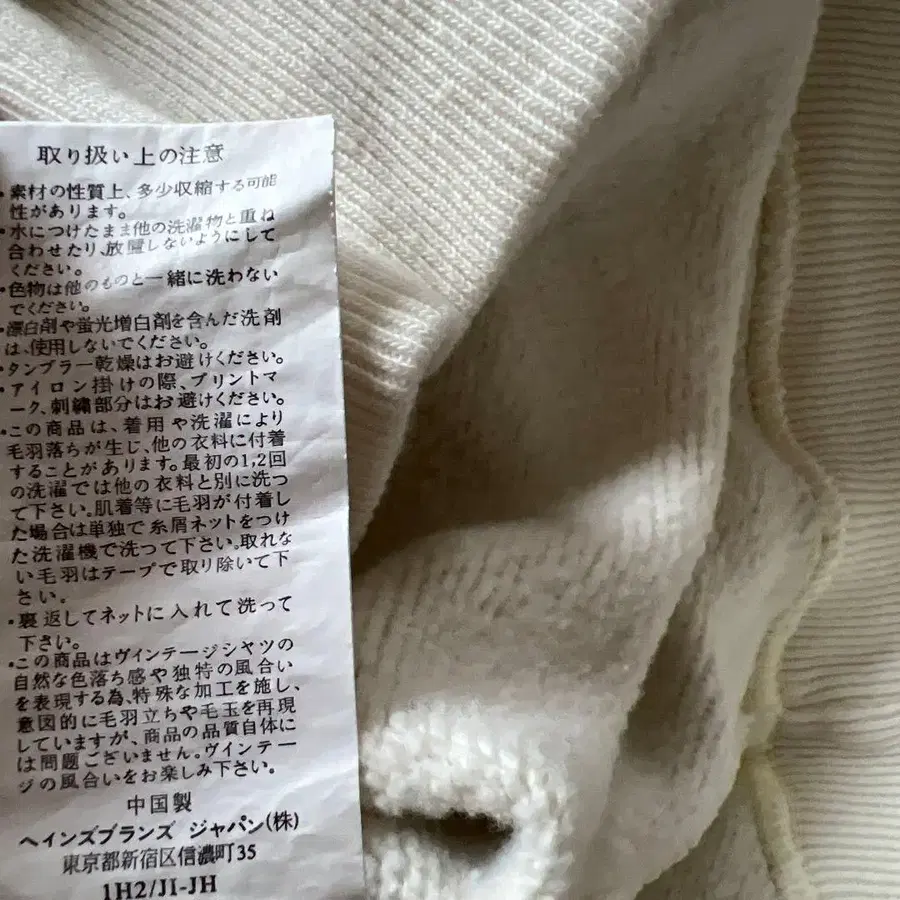 取り扱い上の注意
・素材の性質上、多少収縮する可能
性があります。
・水につけたまま他の洗濯物と重ね
合わせたり、放置しないようにして
ください。
・色物は他のものと一緒に洗わない
でください。
・漂白剤や蛍光増白剤を含んだ洗剤
は、使用しないでください。
・タンブラー乾燥はお避けください。
・アイロン掛けの際、プリントマ
ーク、刺繍部分はお避けください。
・この商品は、着用や洗濯により
毛羽落ちが生じ、他の衣料に付着
することがあります。最初の1,2回
の洗濯では他の衣料と別に洗っ
て下さい。肌着等に毛羽が付着し
た場合は単独で糸屑ネットをつけ
た洗濯機で洗って下さい。取れな
い毛羽はテープで取り除いて下
さい。
・裏返してネットに入れて洗って
下さい。
・この商品はヴィンテージシャツの
自然な色落ち感や独特の風合い
を表現する為、特殊な加工を施し、
意図的に毛羽立ちや毛玉を再現
していますが、商品の品質自体に
は問題ございません。ヴィンテー
ジの風合いをお楽しみ下さい。
中国製
ヘインズブランズ ジャパン(株)
東京都新宿区信濃町35
1H2/JI-JH